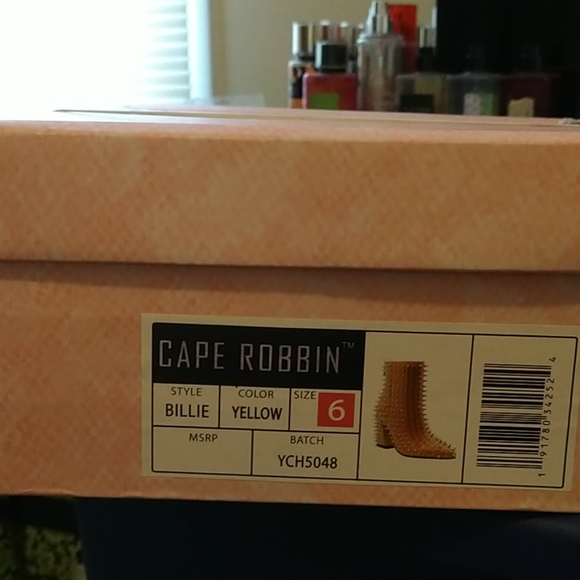 CAPE ROBBIN™
STYLE COLOR SIZE
BILLIE YELLOW 6
MSRP BATCH
YCH5048
1 91780 34252 4